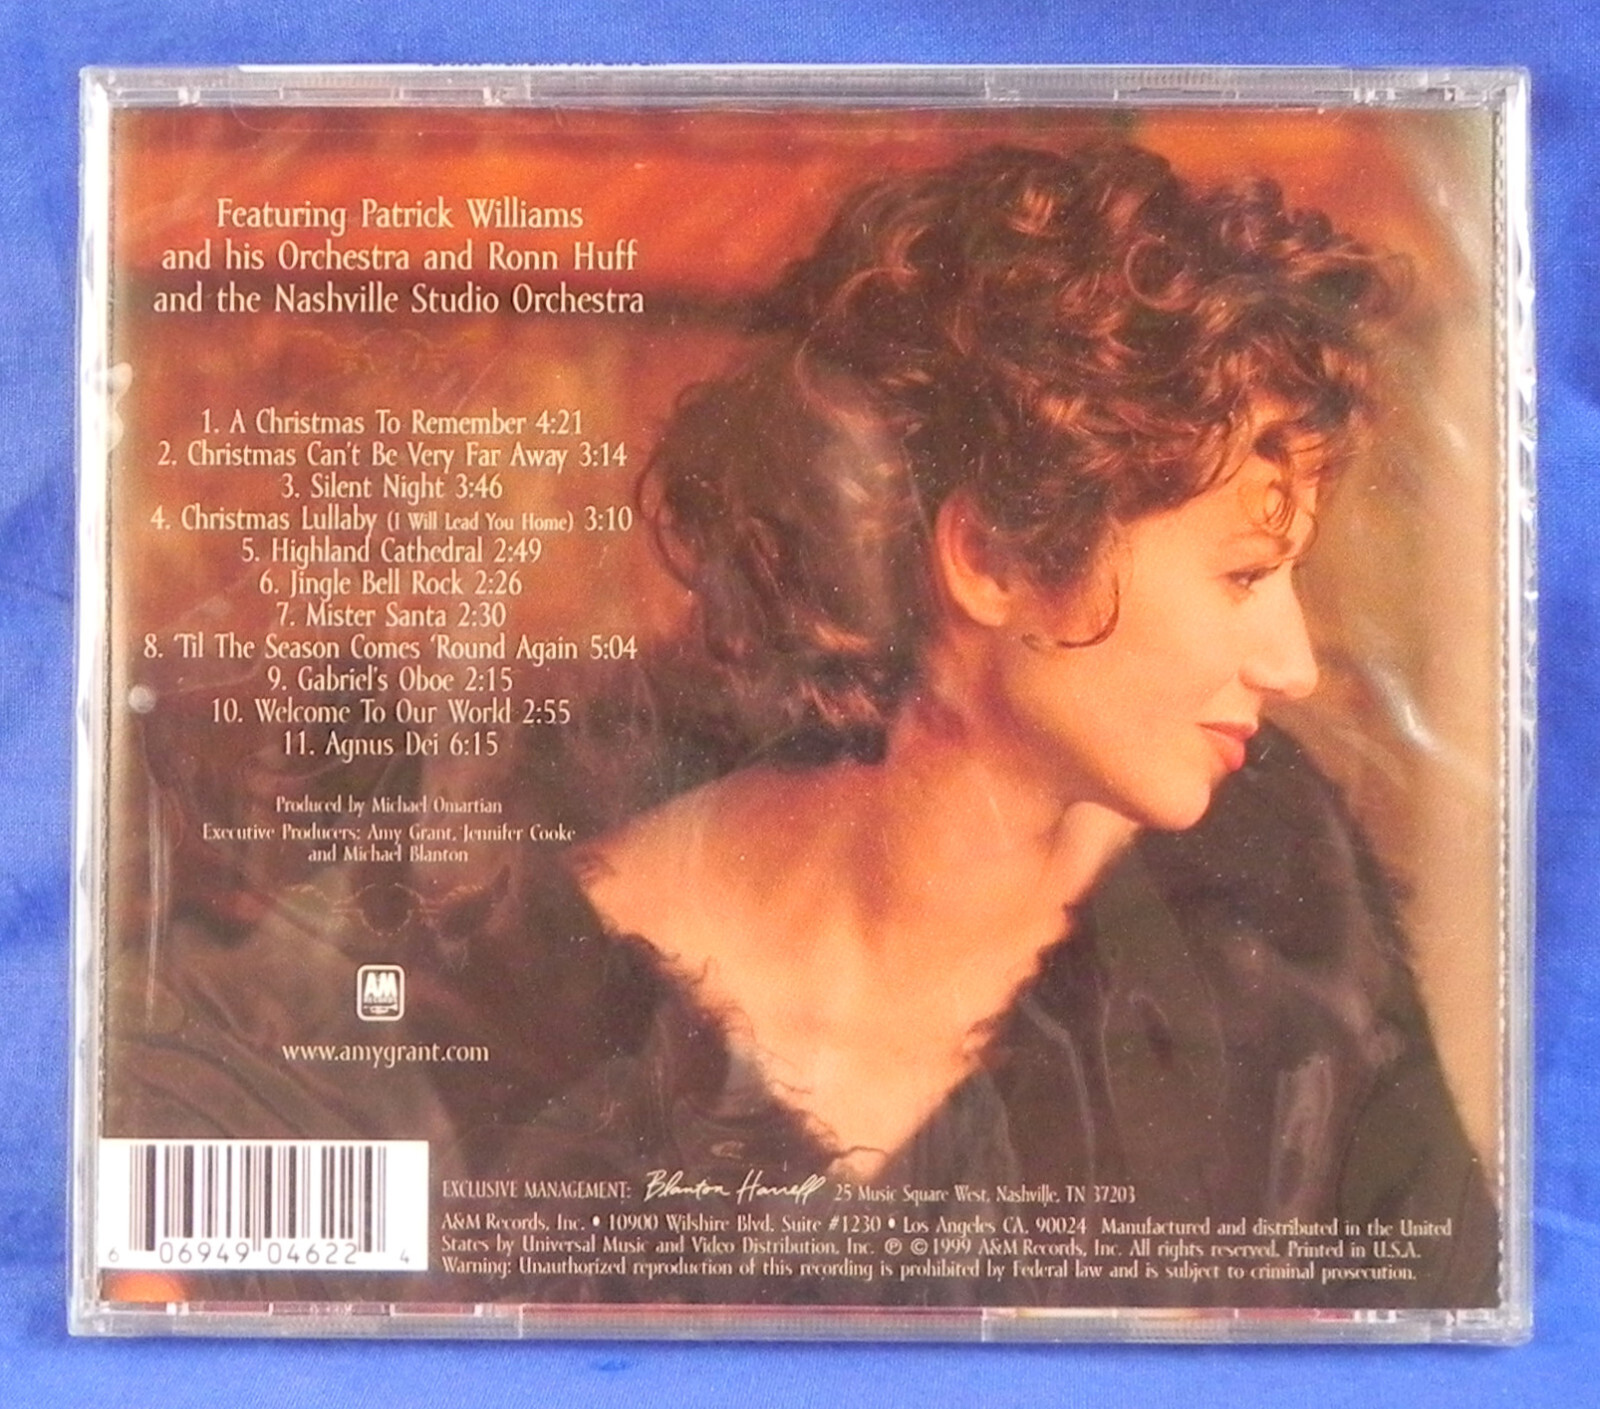 Featuring Patrick Williams
and his Orchestra and Ronn Huff
and the Nashville Studio Orchestra
1. A Christmas To Remember 4:21
2. Christmas Can't Be Very Far Away 3:14
3. Silent Night 3:46
4. Christmas Lullaby (I Will Lead You Home) 3:10
5. Highland Cathedral 2:49
6. Jingle Bell Rock 2:26
7. Mister Santa 2:30
8. 'Til The Season Comes 'Round Again 5:04
9. Gabriel's Oboe 2:15
10. Welcome To Our World 2:55
11. Agnus Dei 6:15
Produced by Michael Omartian
Executive Producers: Amy Grant, Jennifer Cooke
and Michael Blanton
AM
RECORDS
www.amygrant.com
6 06949 04622 4
EXCLUSIVE MANAGEMENT: Blanton Harrell 25 Music Square West, Nashville, TN 37203
A&M Records, Inc. • 10900 Wilshire Blvd. Suite #1230 • Los Angeles CA. 90024 Manufactured and distributed in the United
States by Universal Music and Video Distribution, Inc. ℗ © 1999 A&M Records, Inc. All rights reserved. Printed in U.S.A.
Warning: Unauthorized reproduction of this recording is prohibited by Federal law and is subject to criminal prosecution.